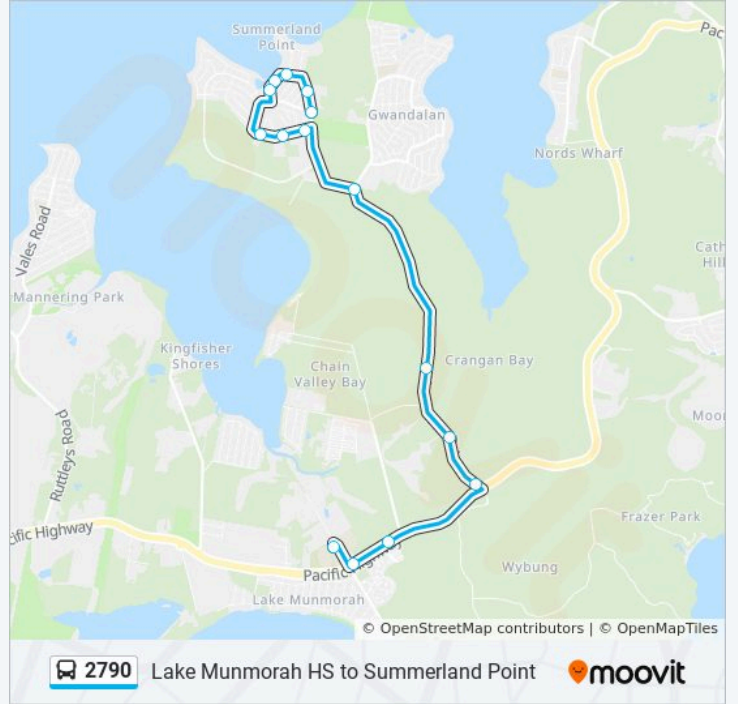 Summerland
Point
Pac
Gwandalan
Nords Wharf
Vales Road
Cath
Hill
Mannering Park
Kingfisher
Shores
Chain
Valley Bay
Crangan Bay
Moor
Ruttleys Road
Frazer Park
cific Highway
Wybung
Pacific Highway
Lake Munmorah
© OpenStreetMap contributors | © OpenMapTiles
2790 Lake Munmorah HS to Summerland Point moovit